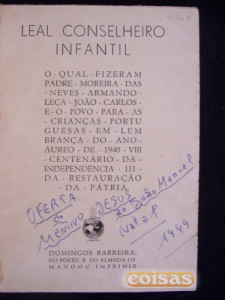 LEAL CONSELHEIRO
INFANTIL
O · QUAL · FIZERAM
PADRE · MOREIRA · DAS
NEVES · ARMANDO ·
LEÇA · JOÃO · CARLOS ·
E · O · POVO · PARA · AS
CRIANÇAS · PORTU
GUESAS · EM · LEM
BRANÇA · DO · ANO ·
ÁUREO · DE · 1940 · VIII
CENTENÁRIO · DA
INDEPENDÊNCIA · III ·
DA · RESTAURAÇÃO
DA · PÁTRIA ·
OFERTA
MENINO JESUS
ao João Manuel
Natal
1949
DOMINGOS BARREIRA,
DO PORTO, R. DO ALMADA 119
MANDOU IMPRIMIR
coisas